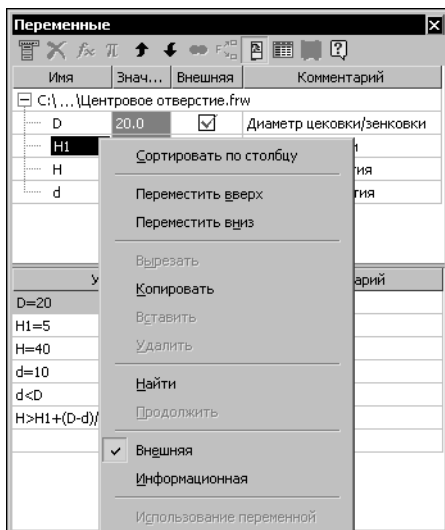 Переменные
Имя Знач... Внешняя Комментарий
C:\...\Центровое отверстие.frw
D 20.0 Диаметр цековки/зенковки
H1
H
d
Сортировать по столбцу
Переместить вверх
Переместить вниз
Вырезать
Копировать
Вставить
Удалить
Найти
Продолжить
Внешняя
Информационная
Использование переменной
D=20
H1=5
H=40
d=10
d<D
H>H1+(D-d)/